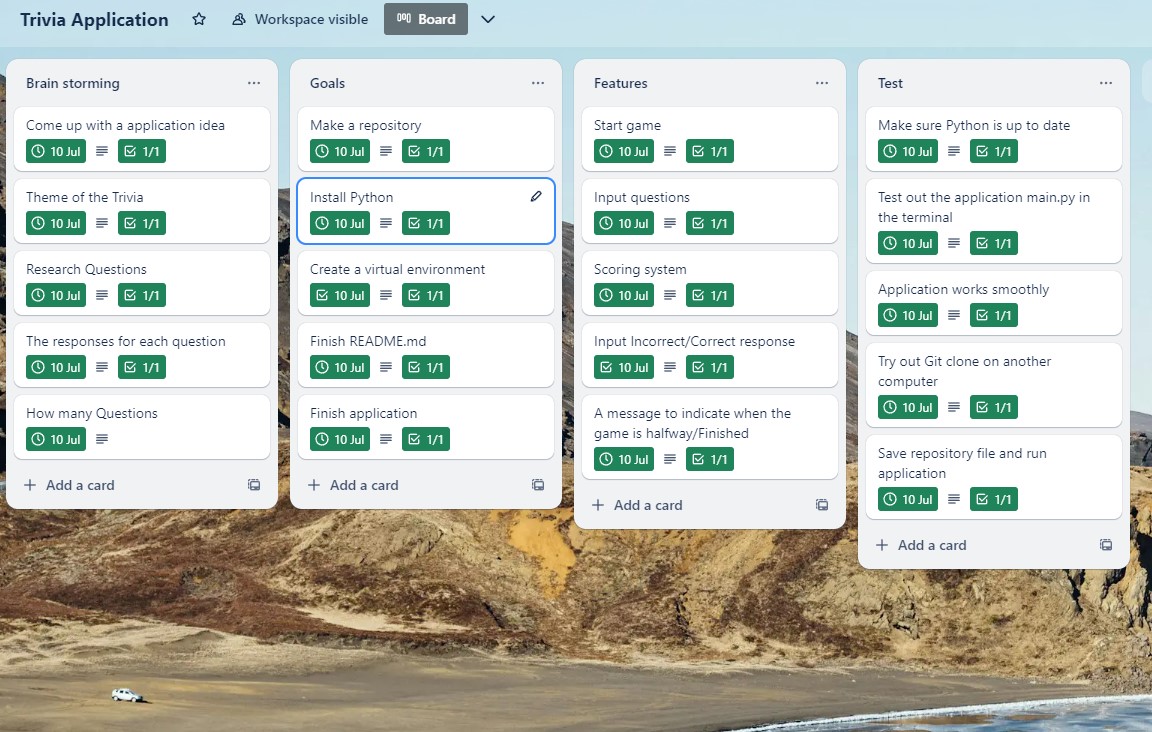 Trivia Application
Workspace visible
Board
Brain storming
Come up with a application idea
10 Jul 1/1
Theme of the Trivia
10 Jul 1/1
Research Questions
10 Jul 1/1
The responses for each question
10 Jul 1/1
How many Questions
10 Jul
Add a card
Goals
Make a repository
10 Jul 1/1
Install Python
10 Jul 1/1
Create a virtual environment
10 Jul 1/1
Finish README.md
10 Jul 1/1
Finish application
10 Jul 1/1
Add a card
Features
Start game
10 Jul 1/1
Input questions
10 Jul 1/1
Scoring system
10 Jul 1/1
Input Incorrect/Correct response
10 Jul 1/1
A message to indicate when the
game is halfway/Finished
10 Jul 1/1
Add a card
Test
Make sure Python is up to date
10 Jul 1/1
Test out the application main.py in
the terminal
10 Jul 1/1
Application works smoothly
10 Jul 1/1
Try out Git clone on another
computer
10 Jul 1/1
Save repository file and run
application
10 Jul 1/1
Add a card